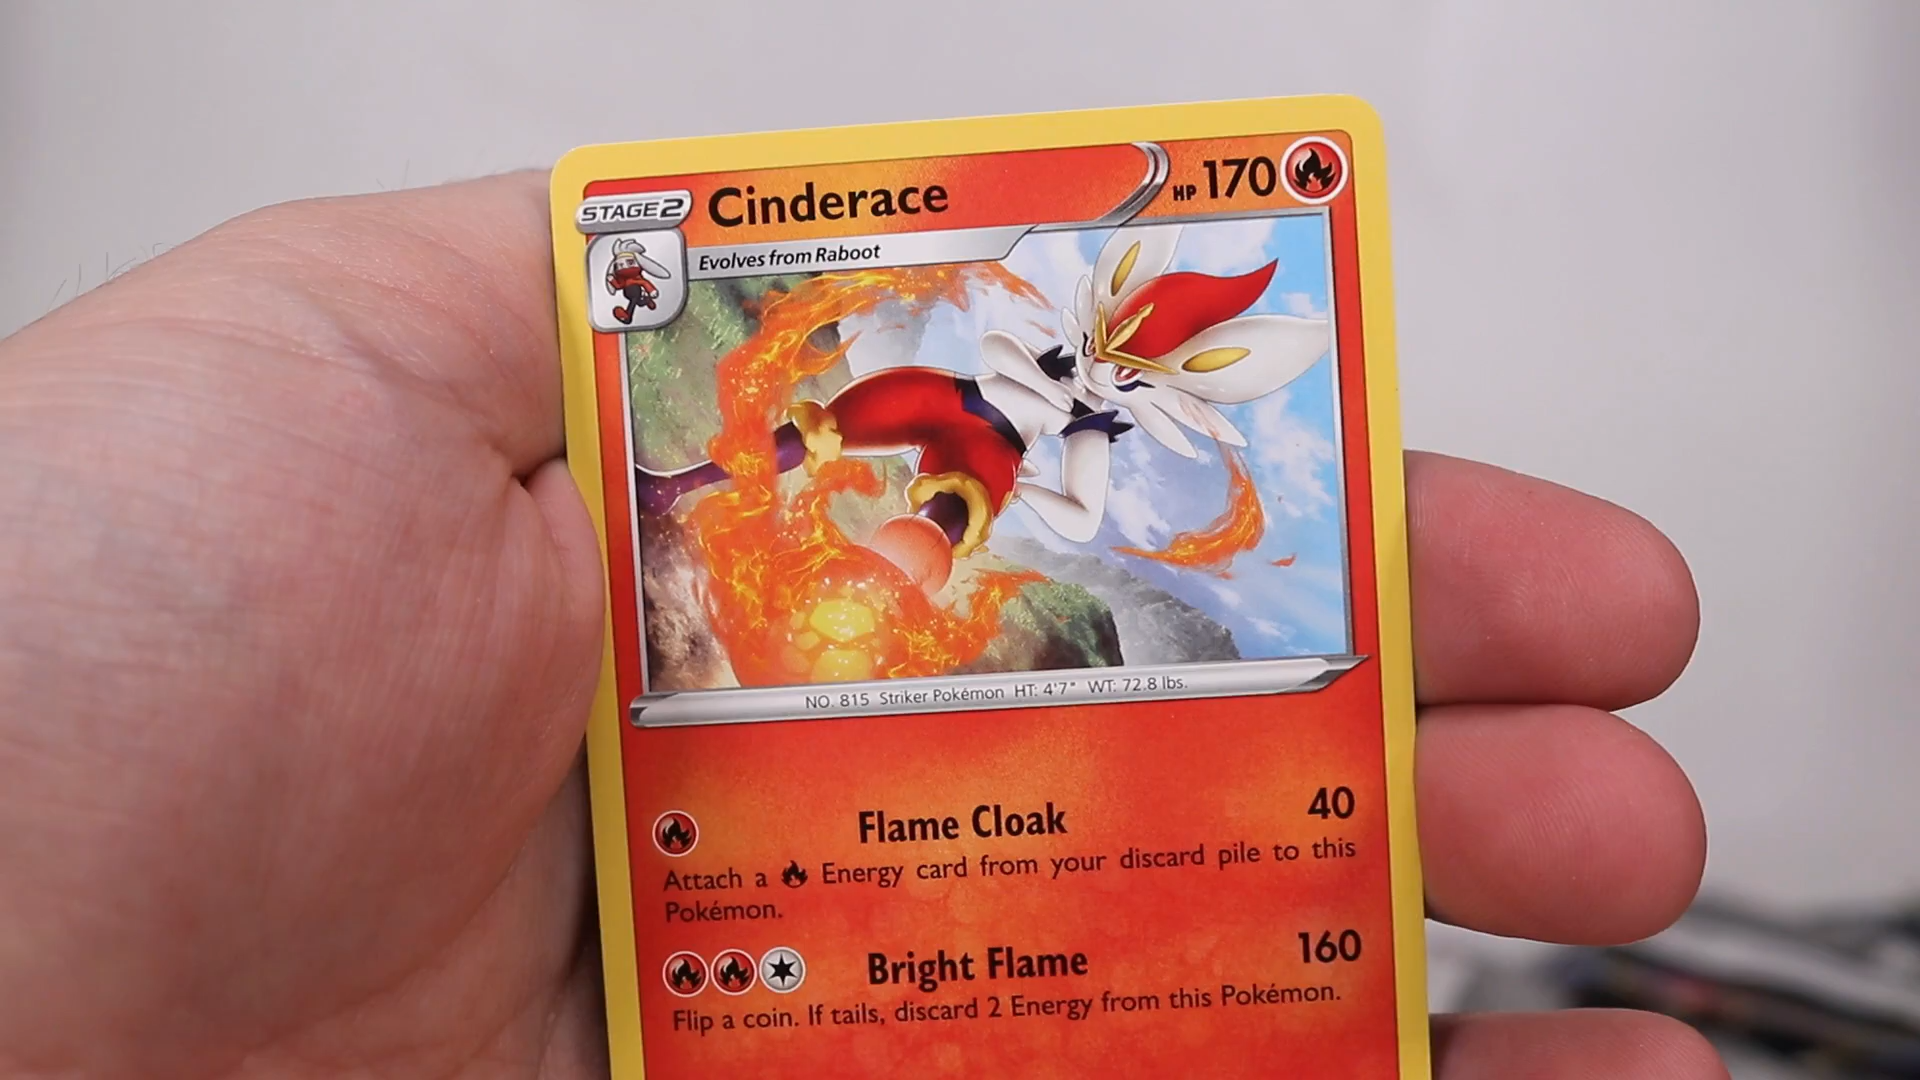 STAGE2 Cinderace HP 170
Evolves from Raboot
NO. 815 Striker Pokémon HT: 4'7" WT: 72.8 lbs.
Flame Cloak 40
Attach a Energy card from your discard pile to this
Pokémon.
Bright Flame 160
Flip a coin. If tails, discard 2 Energy from this Pokémon.